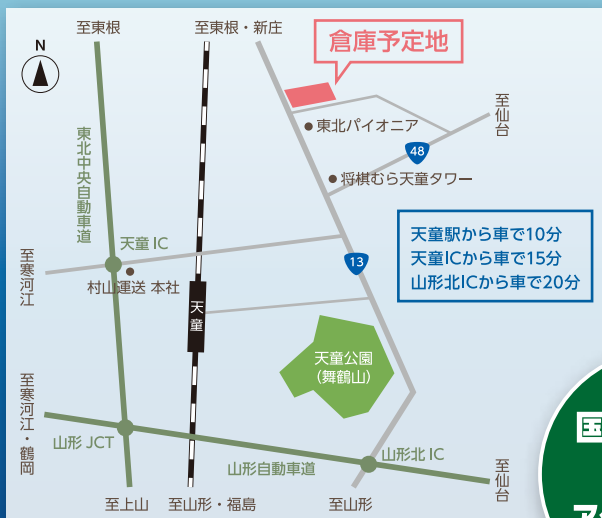 至東根
至東根・新庄
倉庫予定地
N
至仙台
東北パイオニア
48
東北中央自動車道
将棋むら天童タワー
天童駅から車で10分
天童ICから車で15分
山形北ICから車で20分
天童 IC
至寒河江
13
村山運送 本社
天童
天童公園
(舞鶴山)
至寒河江・鶴岡
国
山形 JCT
山形北 IC
山形自動車道
至仙台
至上山
至山形・福島
至山形